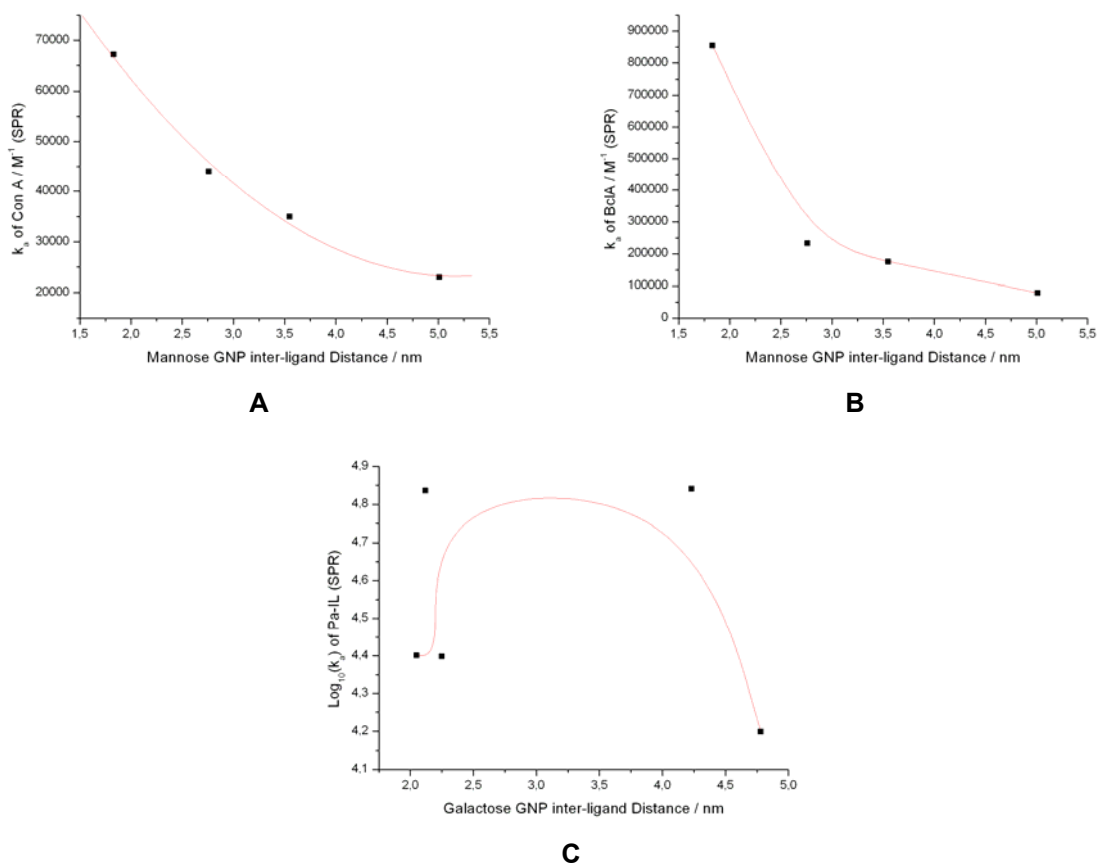 70000
60000
50000
40000
30000
20000
k_a of Con A / M⁻¹ (SPR)
1,5 2,0 2,5 3,0 3,5 4,0 4,5 5,0 5,5
Mannose GNP inter-ligand Distance / nm
A
900000
800000
700000
600000
500000
400000
300000
200000
100000
0
k_a of BclA / M⁻¹ (SPR)
1,5 2,0 2,5 3,0 3,5 4,0 4,5 5,0 5,5
Mannose GNP inter-ligand Distance / nm
B
4,9
4,8
4,7
4,6
4,5
4,4
4,3
4,2
4,1
Log₁₀(k_a) of Pa-IL (SPR)
2,0 2,5 3,0 3,5 4,0 4,5 5,0
Galactose GNP inter-ligand Distance / nm
C